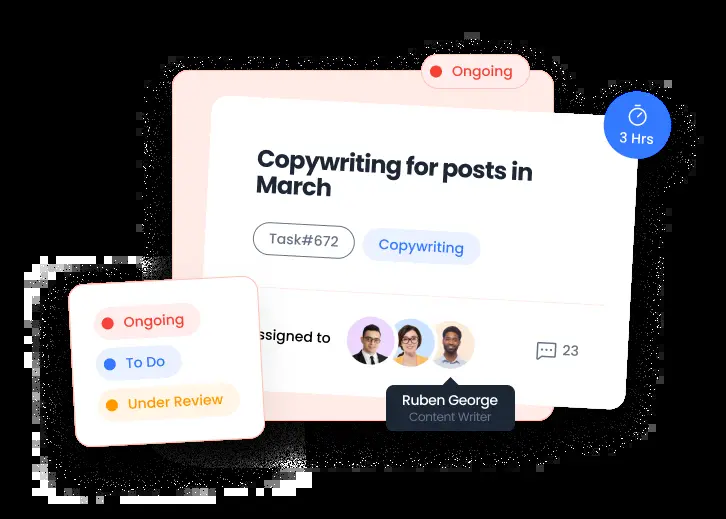 Ongoing
3 Hrs
Copywriting for posts in
March
Task#672
Copywriting
ssigned to
23
Ruben George
Content Writer
Ongoing
To Do
Under Review